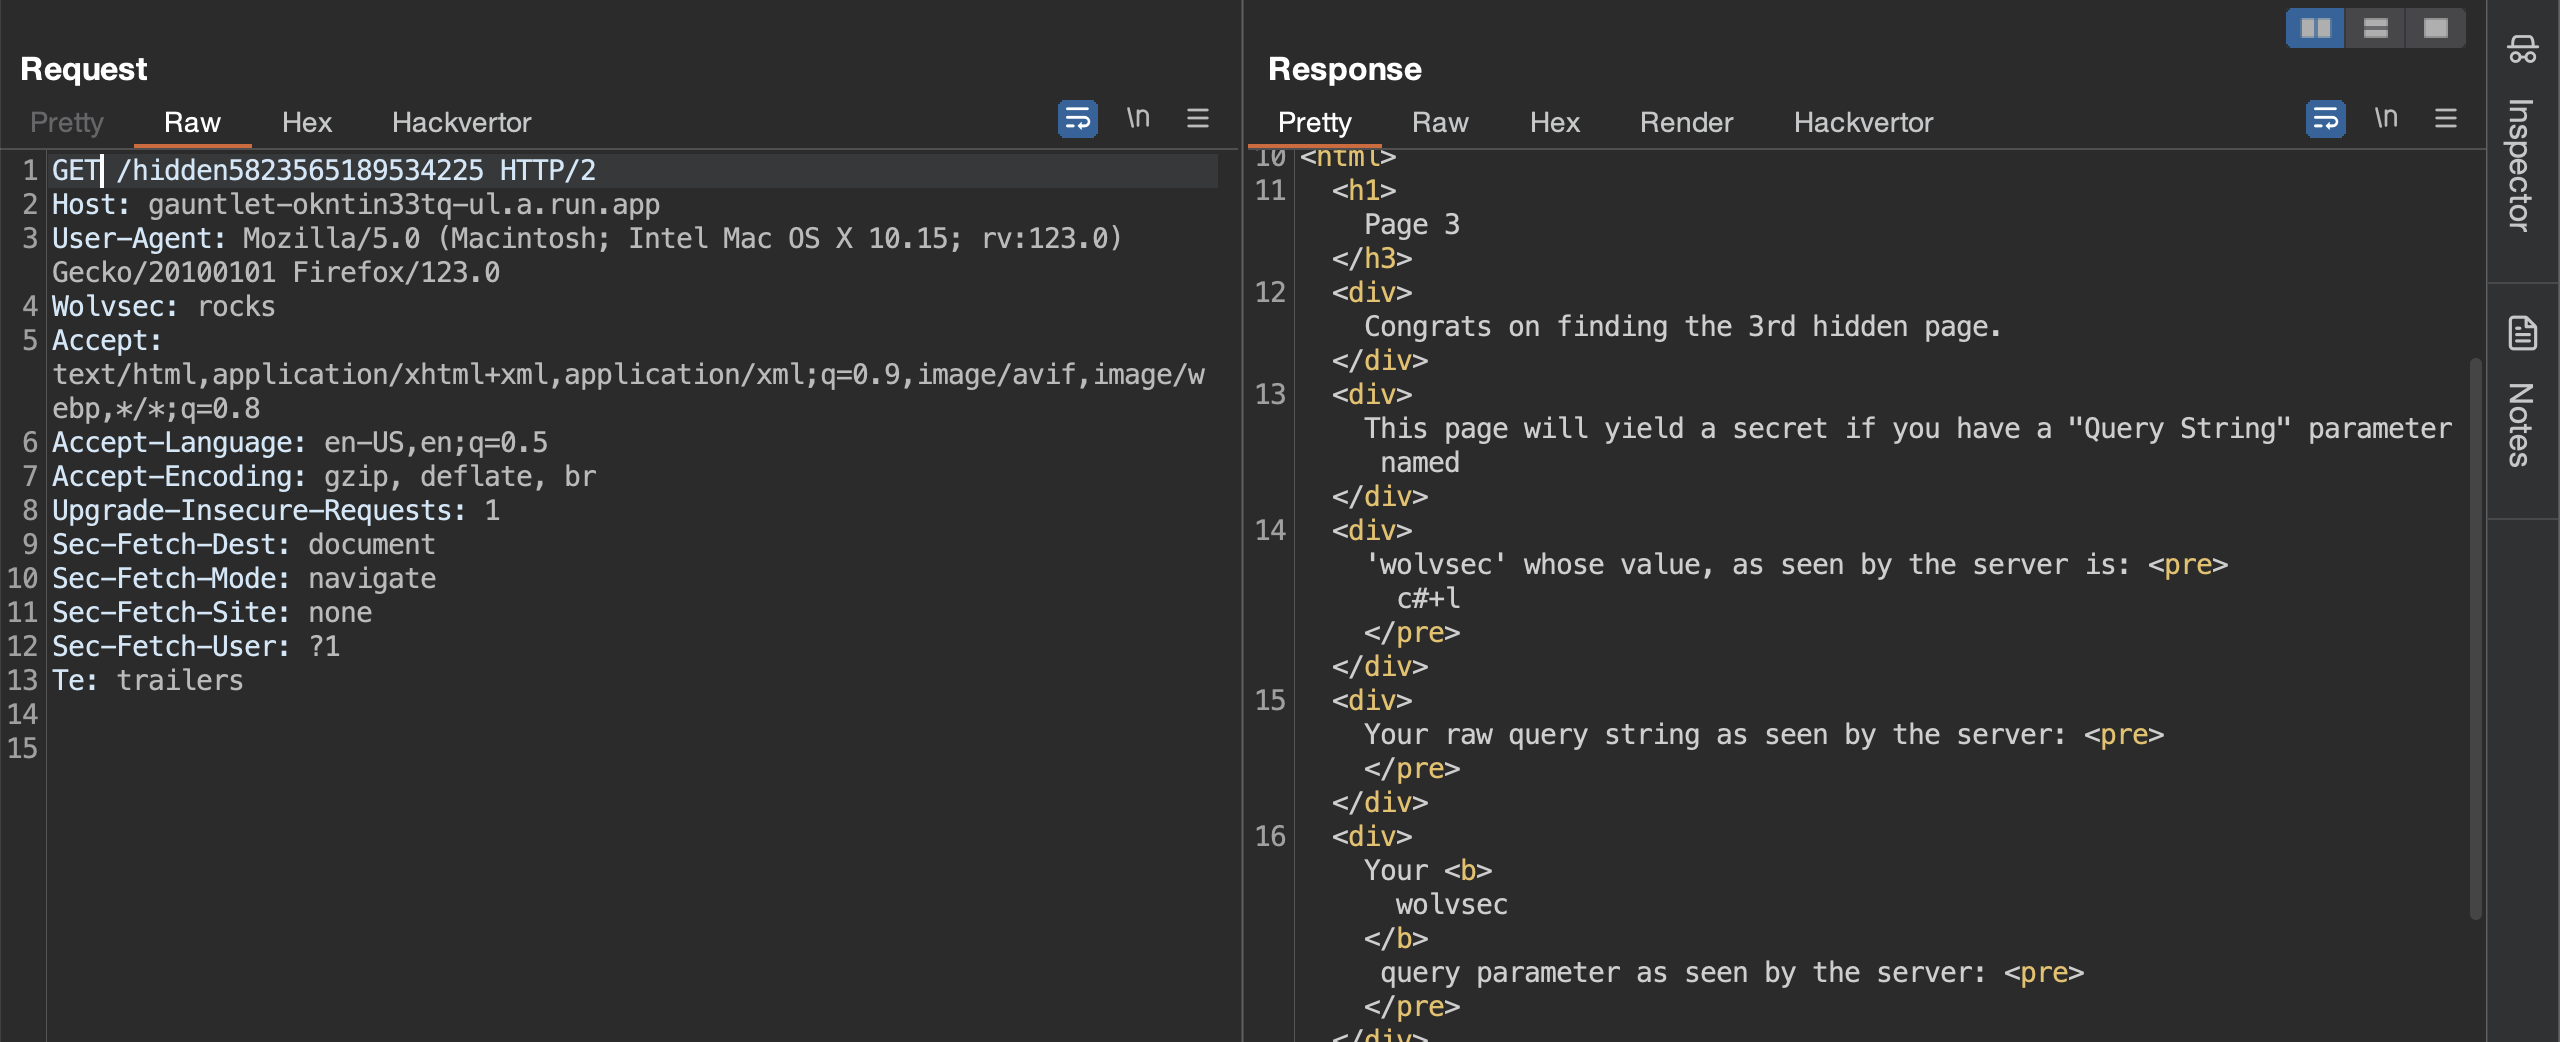 Request
Pretty Raw Hex Hackvertor \n
1 GET /hidden5823565189534225 HTTP/2
2 Host: gauntlet-okntin33tq-ul.a.run.app
3 User-Agent: Mozilla/5.0 (Macintosh; Intel Mac OS X 10.15; rv:123.0)
Gecko/20100101 Firefox/123.0
4 Wolvsec: rocks
5 Accept:
text/html,application/xhtml+xml,application/xml;q=0.9,image/avif,image/w
ebp,*/*;q=0.8
6 Accept-Language: en-US,en;q=0.5
7 Accept-Encoding: gzip, deflate, br
8 Upgrade-Insecure-Requests: 1
9 Sec-Fetch-Dest: document
10 Sec-Fetch-Mode: navigate
11 Sec-Fetch-Site: none
12 Sec-Fetch-User: ?1
13 Te: trailers
14
15
Response
Pretty Raw Hex Render Hackvertor \n
10 <html>
11 <h1>
Page 3
</h3>
12 <div>
Congrats on finding the 3rd hidden page.
</div>
13 <div>
This page will yield a secret if you have a "Query String" parameter
named
</div>
14 <div>
'wolvsec' whose value, as seen by the server is: <pre>
c#+l
</pre>
</div>
15 <div>
Your raw query string as seen by the server: <pre>
</pre>
</div>
16 <div>
Your <b>
wolvsec
</b>
query parameter as seen by the server: <pre>
</pre>
</div>
Inspector
Notes